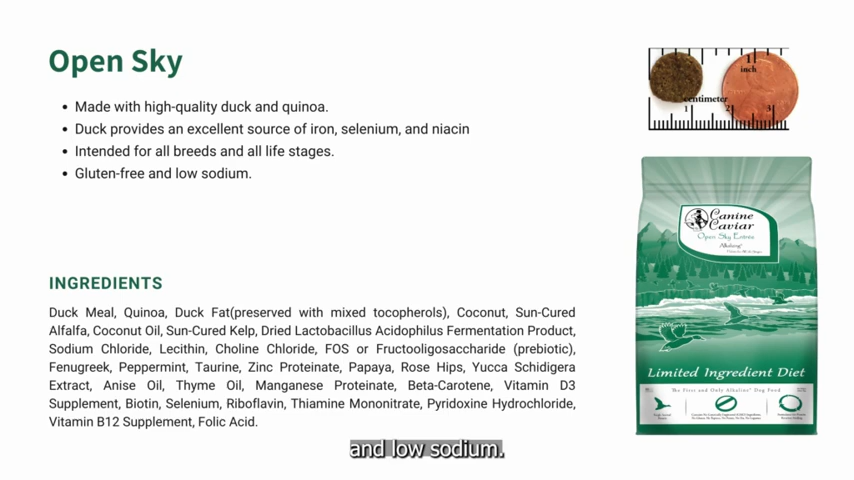 Open Sky
• Made with high-quality duck and quinoa.
• Duck provides an excellent source of iron, selenium, and niacin
• Intended for all breeds and all life stages.
• Gluten-free and low sodium.
INGREDIENTS
Duck Meal, Quinoa, Duck Fat(preserved with mixed tocopherols), Coconut, Sun-Cured
Alfalfa, Coconut Oil, Sun-Cured Kelp, Dried Lactobacillus Acidophilus Fermentation Product,
Sodium Chloride, Lecithin, Choline Chloride, FOS or Fructooligosaccharide (prebiotic),
Fenugreek, Peppermint, Taurine, Zinc Proteinate, Papaya, Rose Hips, Yucca Schidigera
Extract, Anise Oil, Thyme Oil, Manganese Proteinate, Beta-Carotene, Vitamin D3
Supplement, Biotin, Selenium, Riboflavin, Thiamine Mononitrate, Pyridoxine Hydrochloride,
Vitamin B12 Supplement, Folic Acid.
1
inch
centimeter
1 2 3
Canine
Caviar
Open Sky Entrée
Alkaline
Limited Ingredient Diet
The First and Only Alkaline Dog Food
and low sodium.